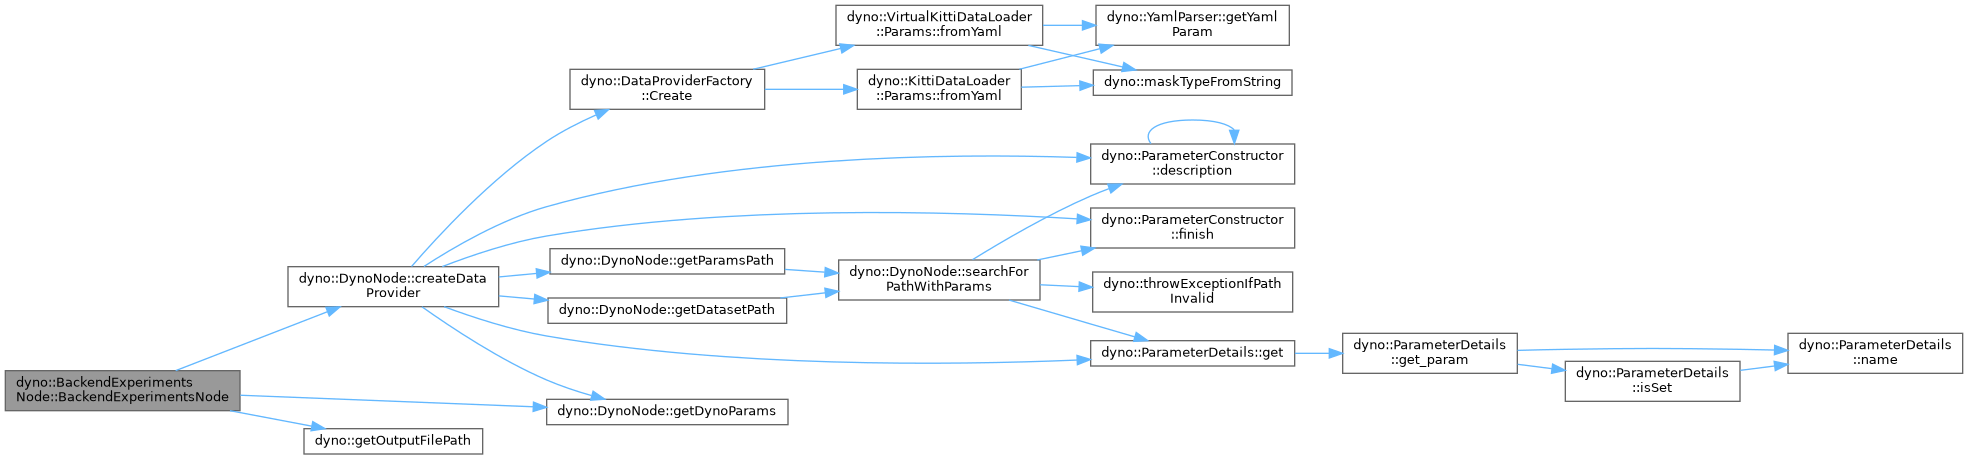 dyno::VirtualKittiDataLoader
::Params::fromYaml
dyno::YamlParser::getYaml
Param
dyno::DataProviderFactory
::Create
dyno::KittiDataLoader
::Params::fromYaml
dyno::maskTypeFromString
dyno::ParameterConstructor
::description
dyno::ParameterConstructor
::finish
dyno::DynoNode::getParamsPath
dyno::DynoNode::createData
Provider
dyno::DynoNode::searchFor
PathWithParams
dyno::throwExceptionIfPath
Invalid
dyno::DynoNode::getDatasetPath
dyno::ParameterDetails::get
dyno::ParameterDetails
::get_param
dyno::ParameterDetails
::name
dyno::ParameterDetails
::isSet
dyno::BackendExperiments
Node::BackendExperimentsNode
dyno::DynoNode::getDynoParams
dyno::getOutputFilePath